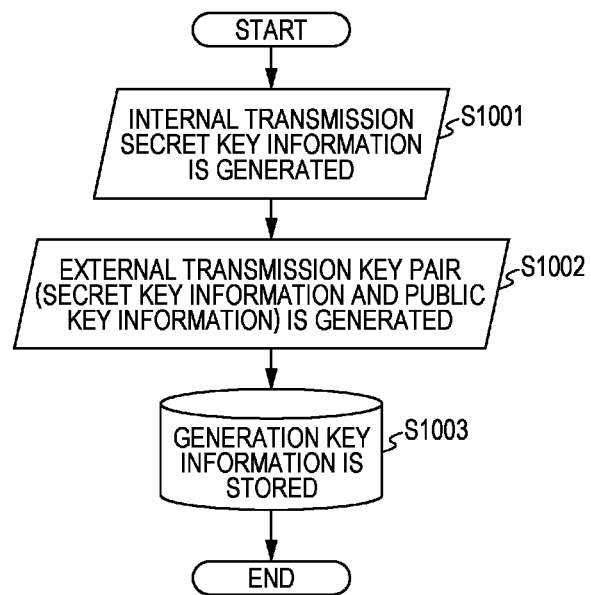 START
INTERNAL TRANSMISSION
SECRET KEY INFORMATION
IS GENERATED
S1001
EXTERNAL TRANSMISSION KEY PAIR
(SECRET KEY INFORMATION AND PUBLIC
KEY INFORMATION) IS GENERATED
S1002
GENERATION KEY
INFORMATION IS
STORED
S1003
END